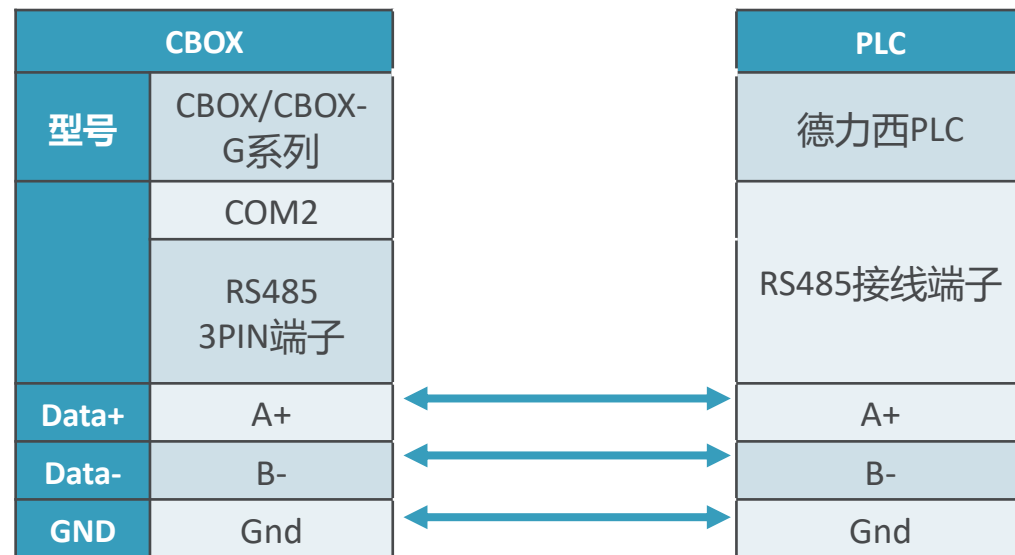 CBOX
PLC
型号
CBOX/CBOX-
G系列
德力西PLC
COM2
RS485
3PIN端子
RS485接线端子
Data+
A+
A+
Data-
B-
B-
GND
Gnd
Gnd